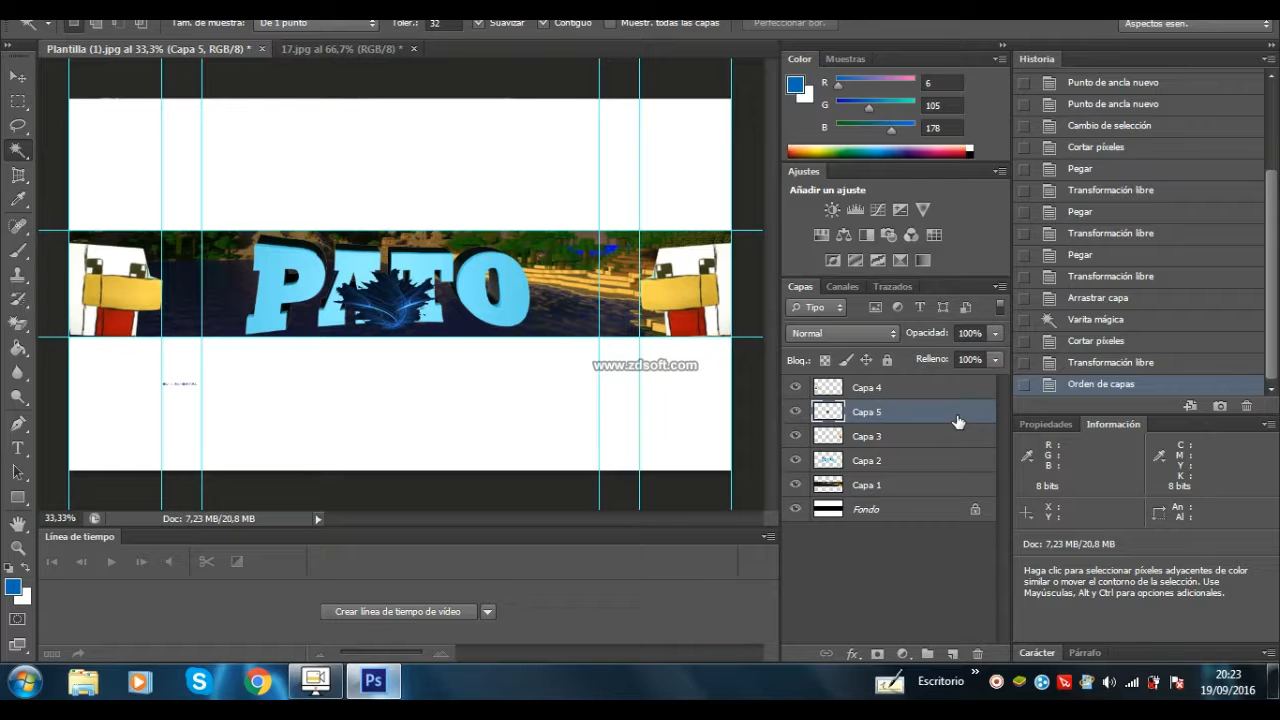 Tam. de muestra: De 1 punto Toler.: 32 Suavizar Contiguo Muestr. todas las capas Perfeccionar bor... Aspectos esen.
Plantilla (1).jpg al 33,3% (Capa 5, RGB/8) * × 17.jpg al 66,7% (RGB/8) * ×
PATO
www.zdsoft.com
33,33% Doc: 7,23 MB/20,8 MB
Línea de tiempo
Crear línea de tiempo de vídeo
Color Muestras
R 6
G 105
B 178
Ajustes
Añadir un ajuste
Capas Canales Trazados
Tipo
Normal Opacidad: 100%
Bloq.: Relleno: 100%
Capa 4
Capa 5
Capa 3
Capa 2
Capa 1
Fondo
fx
Historia
Punto de ancla nuevo
Punto de ancla nuevo
Cambio de selección
Cortar píxeles
Pegar
Transformación libre
Pegar
Transformación libre
Pegar
Transformación libre
Arrastrar capa
Varita mágica
Cortar píxeles
Transformación libre
Orden de capas
Propiedades Información
R: C:
G: M:
B: Y:
K:
8 bits 8 bits
X: An:
Y: Al:
Doc: 7,23 MB/20,8 MB
Haga clic para seleccionar píxeles adyacentes de color
similar o mover el contorno de la selección. Use
Mayúsculas, Alt y Ctrl para opciones adicionales.
Carácter Párrafo
Ps
Escritorio »
20:23
19/09/2016